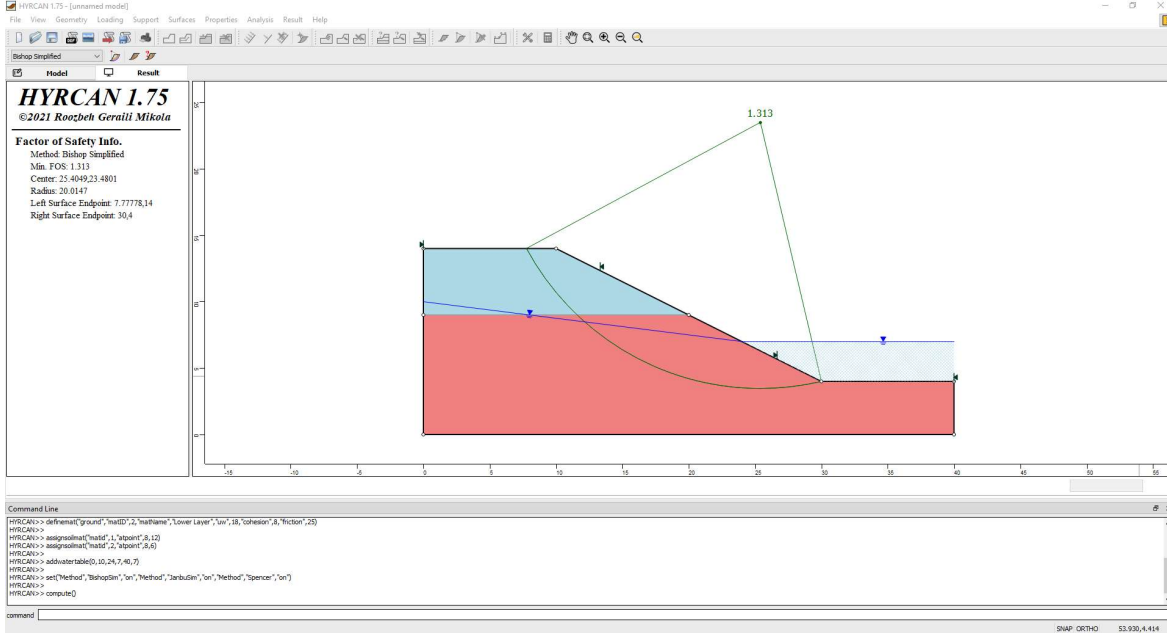 HYRCAN 1.75 - [unnamed model]
File View Geometry Loading Support Surfaces Properties Analysis Result Help
Bishop Simplified
Model Result
HYRCAN 1.75
©2021 Roozbeh Geraili Mikola
Factor of Safety Info.
Method: Bishop Simplified
Min. FOS: 1.313
Center: 25.4049,23.4801
Radius: 20.0147
Left Surface Endpoint: 7.77778,14
Right Surface Endpoint: 30,4
1.313
25
20
15
10
5
0
-15 -10 -5 0 5 10 15 20 25 30 35 40 45 50 55
Command Line
HYRCAN>> definemat("ground","matID",2,"matName","Lower Layer","uw",18,"cohesion",8,"friction",25)
HYRCAN>>
HYRCAN>> assignsoilmat("matid",1,"atpoint",8,12)
HYRCAN>> assignsoilmat("matid",2,"atpoint",8,6)
HYRCAN>>
HYRCAN>> addwatertable(0,10,24,7,40,7)
HYRCAN>>
HYRCAN>> set("Method","BishopSim","on","Method","JanbuSim","on","Method","Spencer","on")
HYRCAN>>
HYRCAN>> compute()
command
SNAP ORTHO 53.930,4.414